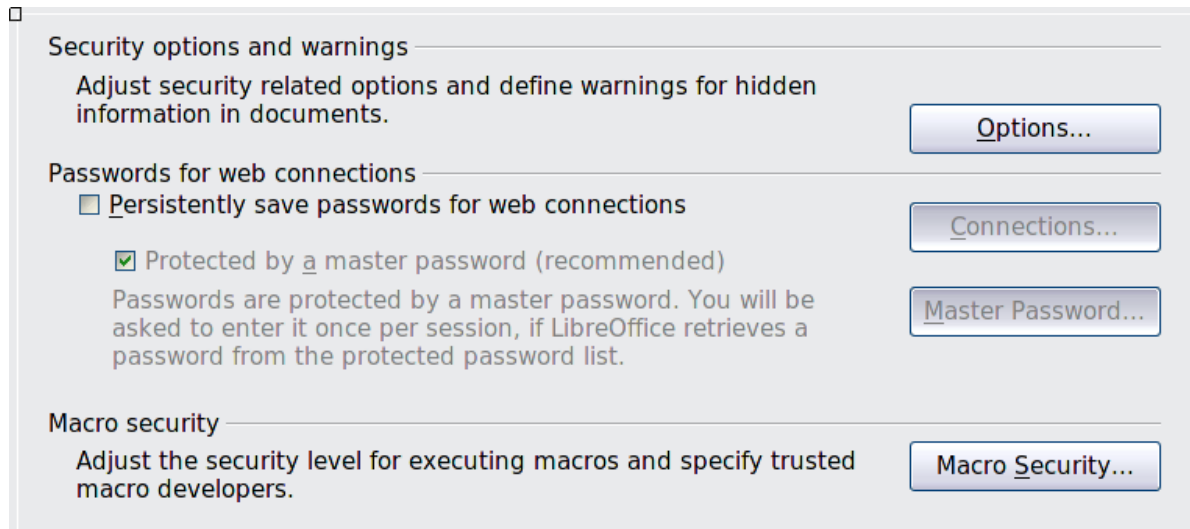 Security options and warnings
Adjust security related options and define warnings for hidden
information in documents.
Options...
Passwords for web connections
Persistently save passwords for web connections
Connections...
Protected by a master password (recommended)
Passwords are protected by a master password. You will be
asked to enter it once per session, if LibreOffice retrieves a
password from the protected password list.
Master Password...
Macro security
Adjust the security level for executing macros and specify trusted
macro developers.
Macro Security...